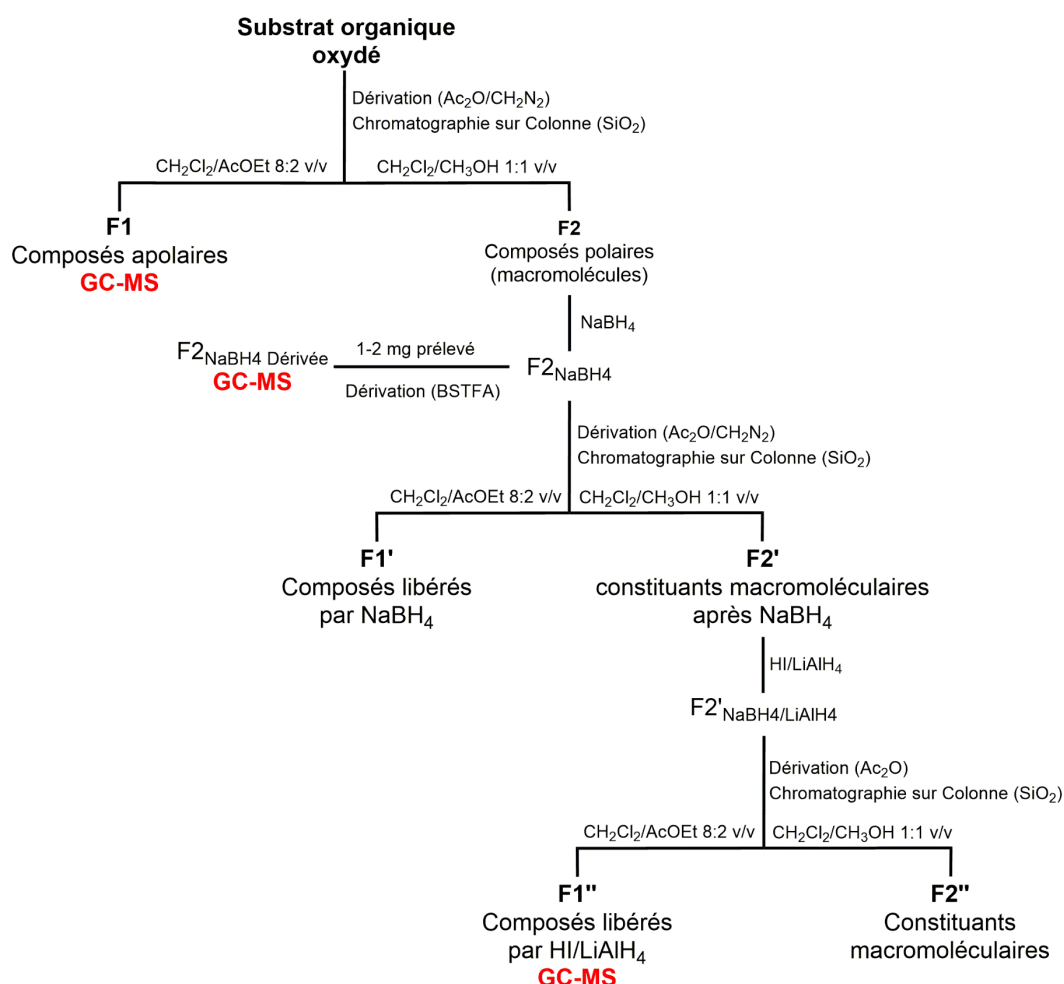 Substrat organique
oxydé
Dérivation (Ac₂O/CH₂N₂)
Chromatographie sur Colonne (SiO₂)
CH₂Cl₂/AcOEt 8:2 v/v
CH₂Cl₂/CH₃OH 1:1 v/v
F1
Composés apolaires
GC-MS
F2
Composés polaires
(macromolécules)
NaBH₄
F2NaBH4 Dérivée
GC-MS
1-2 mg prélevé
Dérivation (BSTFA)
F2NaBH4
Dérivation (Ac₂O/CH₂N₂)
Chromatographie sur Colonne (SiO₂)
CH₂Cl₂/AcOEt 8:2 v/v
CH₂Cl₂/CH₃OH 1:1 v/v
F1'
Composés libérés
par NaBH₄
F2'
constituants macromoléculaires
après NaBH₄
HI/LiAlH₄
F2'NaBH4/LiAlH4
Dérivation (Ac₂O)
Chromatographie sur Colonne (SiO₂)
CH₂Cl₂/AcOEt 8:2 v/v
CH₂Cl₂/CH₃OH 1:1 v/v
F1"
Composés libérés
par HI/LiAlH₄
GC-MS
F2"
Constituants
macromoléculaires